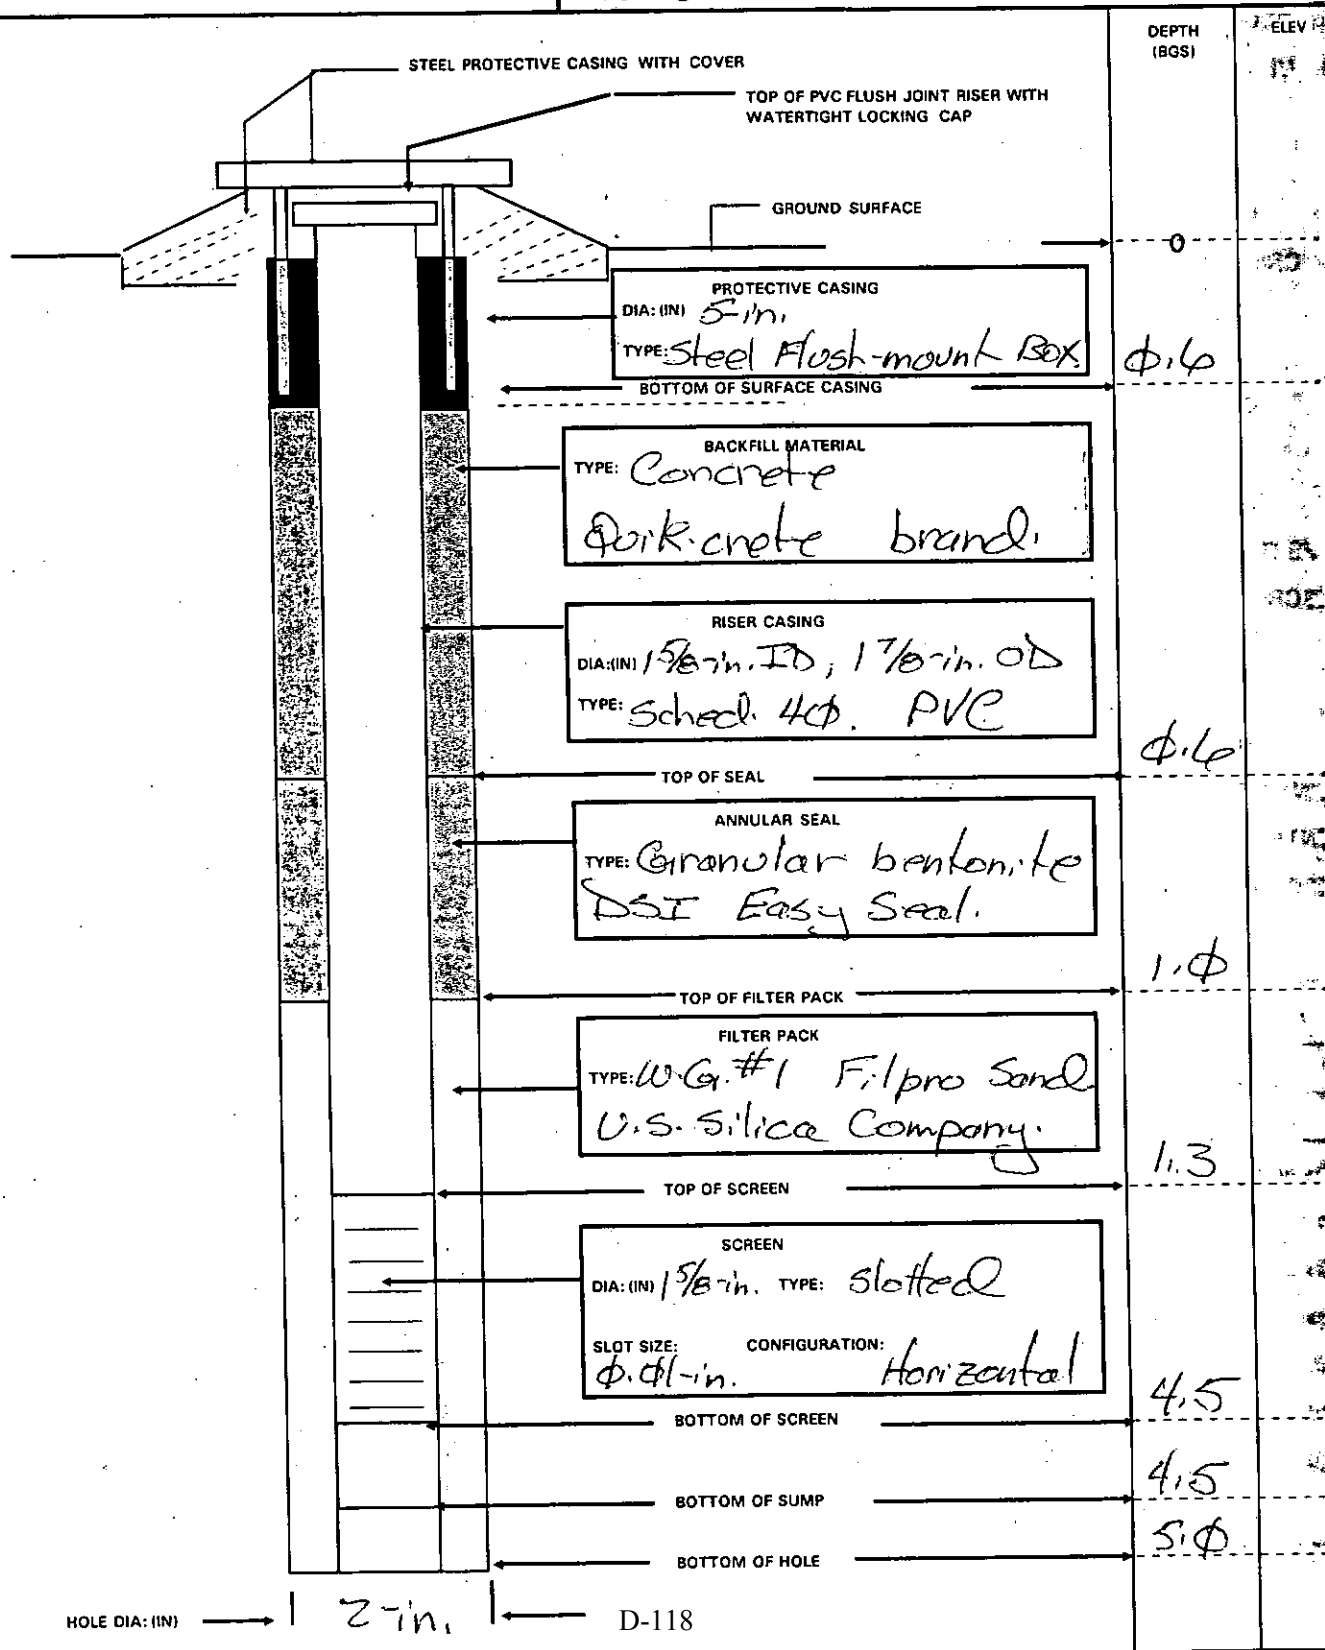 DEPTH
(BGS)
ELEV
STEEL PROTECTIVE CASING WITH COVER
TOP OF PVC FLUSH JOINT RISER WITH
WATERTIGHT LOCKING CAP
GROUND SURFACE
0
PROTECTIVE CASING
DIA: (IN) 5-in.
TYPE: Steel Flush-mount Box
0.6
BOTTOM OF SURFACE CASING
BACKFILL MATERIAL
TYPE: Concrete
Quik-crete brand.
RISER CASING
DIA:(IN) 1 5/8-in. ID, 1 7/8-in. OD
TYPE: Sched. 40. PVC
0.6
TOP OF SEAL
ANNULAR SEAL
TYPE: Granular bentonite
DSI Easy Seal.
1.0
TOP OF FILTER PACK
FILTER PACK
TYPE: W.G. #1 Filpro Sand
U.S. Silica Company.
1.3
TOP OF SCREEN
SCREEN
DIA: (IN) 1 5/8-in. TYPE: Slotted
SLOT SIZE: CONFIGURATION:
0.01-in. Horizontal
4.5
BOTTOM OF SCREEN
4.5
BOTTOM OF SUMP
5.0
BOTTOM OF HOLE
HOLE DIA: (IN) 2-in. D-118